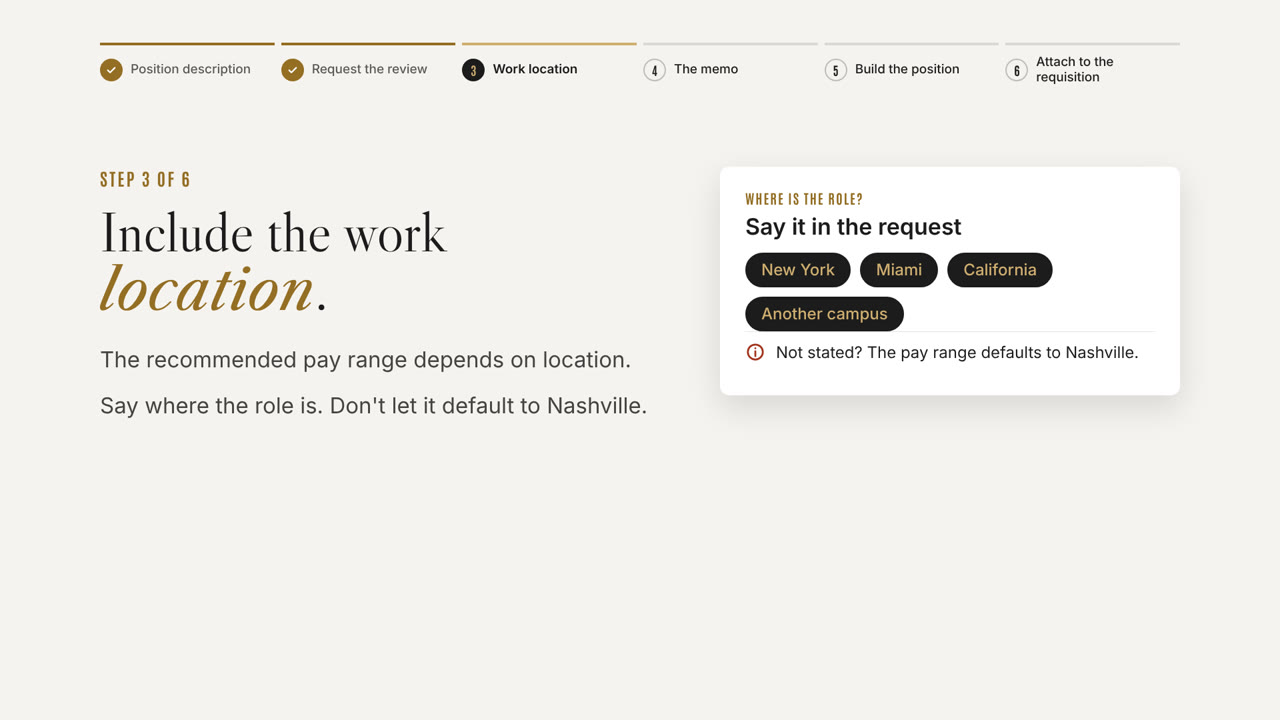 Position description
Request the review
3 Work location
4 The memo
5 Build the position
6 Attach to the
requisition
STEP 3 OF 6
Include the work
location.
The recommended pay range depends on location.
Say where the role is. Don't let it default to Nashville.
WHERE IS THE ROLE?
Say it in the request
New York
Miami
California
Another campus
Not stated? The pay range defaults to Nashville.